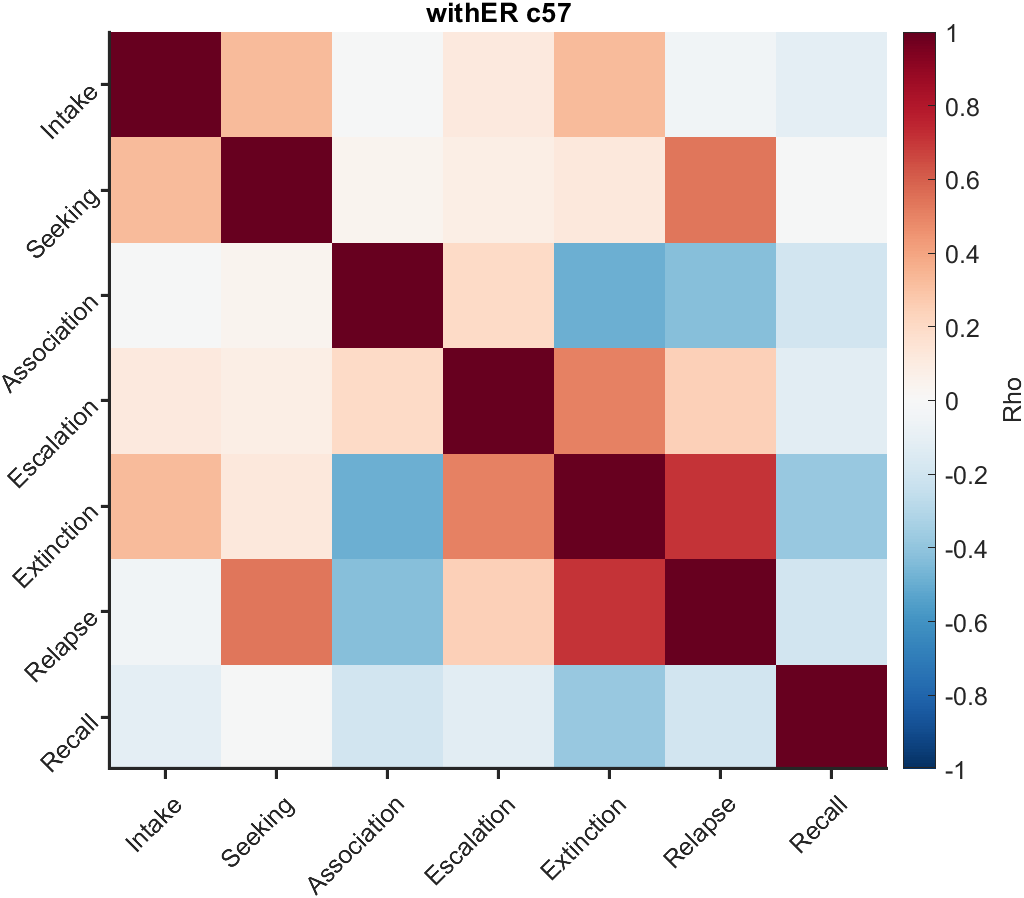 withER c57
Intake
Seeking
Association
Escalation
Extinction
Relapse
Recall
Intake
Seeking
Association
Escalation
Extinction
Relapse
Recall
1
0.8
0.6
0.4
0.2
0
-0.2
-0.4
-0.6
-0.8
-1
Rho